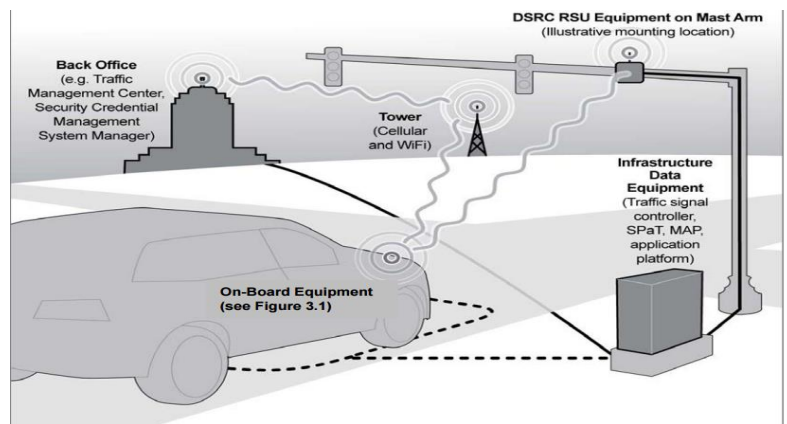 DSRC RSU Equipment on Mast Arm
(Illustrative mounting location)
Back Office
(e.g. Traffic
Management Center,
Security Credential
Management
System Manager)
Tower
(Cellular
and WiFi)
Infrastructure
Data
Equipment
(Traffic signal
controller,
SPaT, MAP,
application
platform)
On-Board Equipment
(see Figure 3.1)